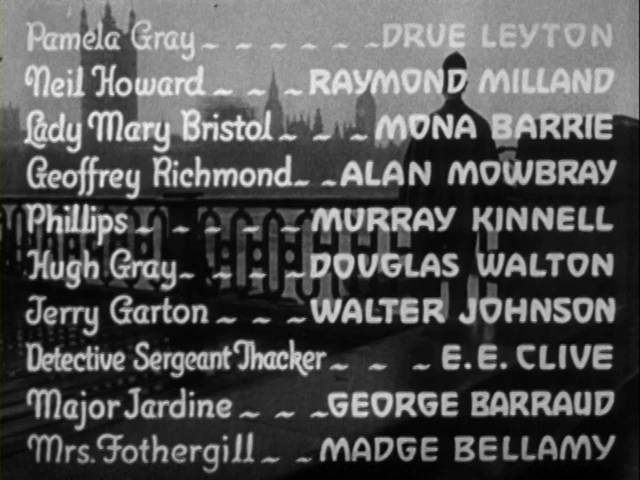 Pamela Gray ~ ~ ~ ~ ~ ~ DRUE LEYTON
Neil Howard ~ ~ ~ RAYMOND MILLAND
Lady Mary Bristol ~ ~ ~ MONA BARRIE
Geoffrey Richmond ~ ~ ALAN MOWBRAY
Phillips ~ ~ ~ ~ ~ MURRAY KINNELL
Hugh Gray ~ ~ ~ ~ DOUGLAS WALTON
Jerry Garton ~ ~ ~ WALTER JOHNSON
Detective Sergeant Thacker ~ ~ ~ E.E. CLIVE
Major Jardine ~ ~ ~ GEORGE BARRAUD
Mrs. Fothergill ~ ~ MADGE BELLAMY